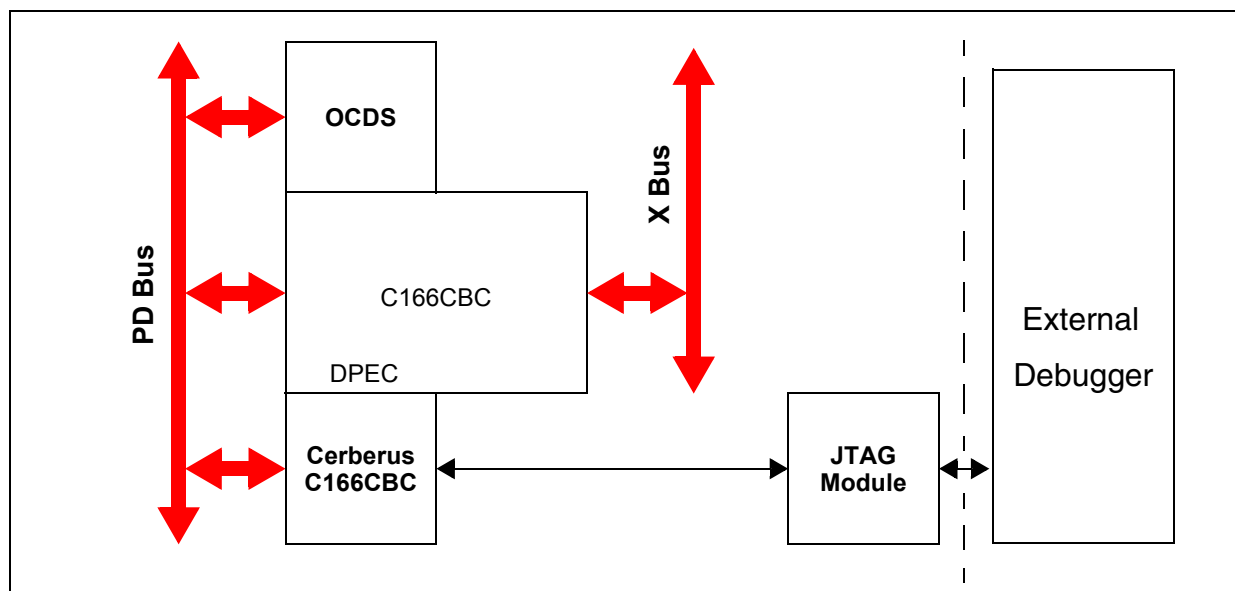 OCDS
PD Bus
X Bus
C166CBC
DPEC
Cerberus
C166CBC
JTAG
Module
External
Debugger